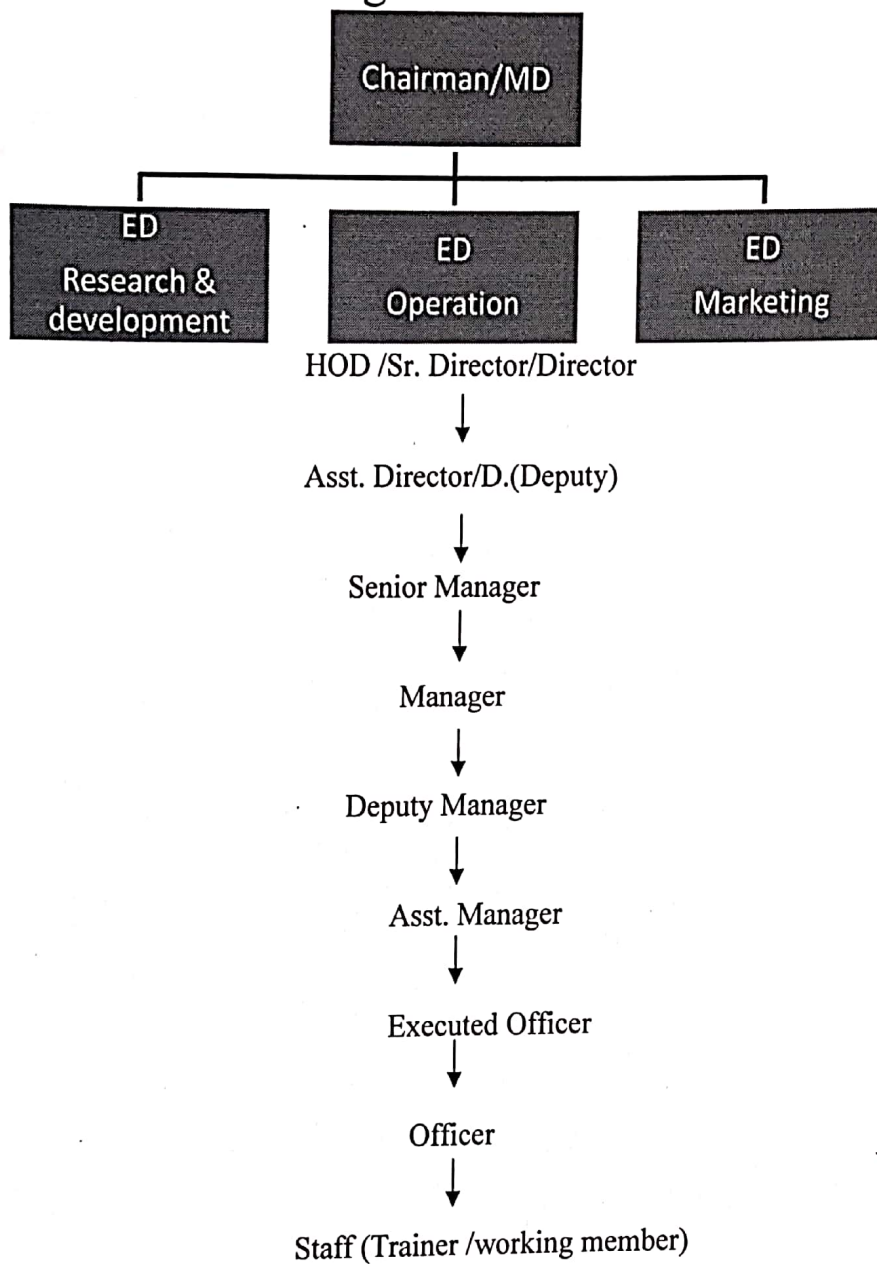 Chairman/MD
ED
Research &
development
ED
Operation
ED
Marketing
HOD /Sr. Director/Director
Asst. Director/D.(Deputy)
Senior Manager
Manager
Deputy Manager
Asst. Manager
Executed Officer
Officer
Staff (Trainer /working member)